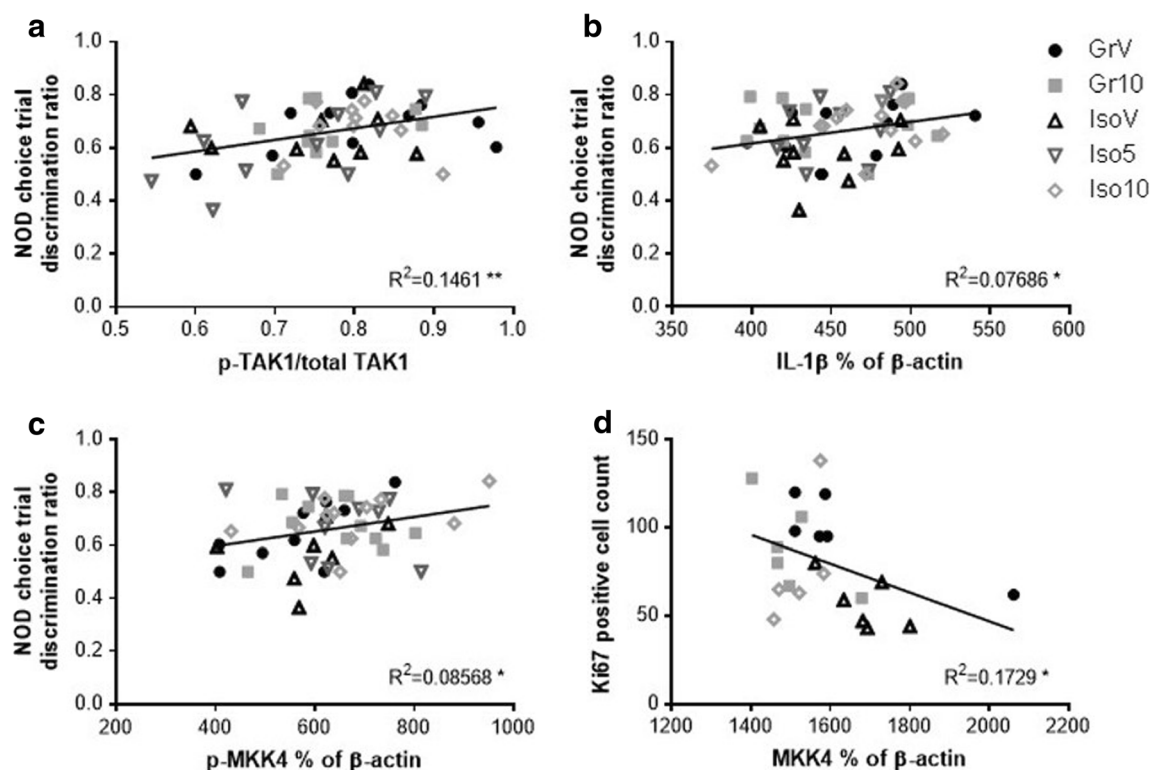 a
NOD choice trial
discrimination ratio
1.0
0.8
0.6
0.4
0.2
0.0
0.5 0.6 0.7 0.8 0.9 1.0
p-TAK1/total TAK1
R²=0.1461 **
b
NOD choice trial
discrimination ratio
1.0
0.8
0.6
0.4
0.2
0.0
350 400 450 500 550 600
IL-1β % of β-actin
R²=0.07686 *
GrV
Gr10
IsoV
Iso5
Iso10
c
NOD choice trial
discrimination ratio
1.0
0.8
0.6
0.4
0.2
0.0
200 400 600 800 1000
p-MKK4 % of β-actin
R²=0.08568 *
d
Ki67 positive cell count
150
100
50
0
1200 1400 1600 1800 2000 2200
MKK4 % of β-actin
R²=0.1729 *